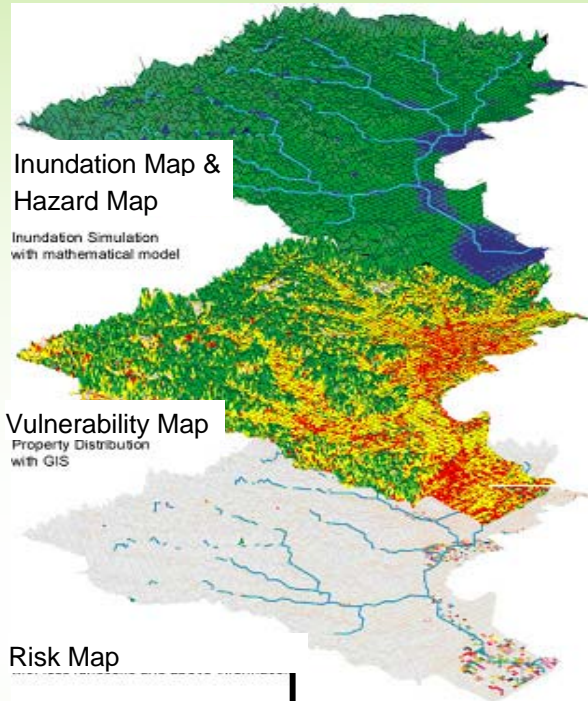 Inundation Map &
Hazard Map
Inundation Simulation
with mathematical model
Vulnerability Map
Property Distribution
with GIS
Risk Map